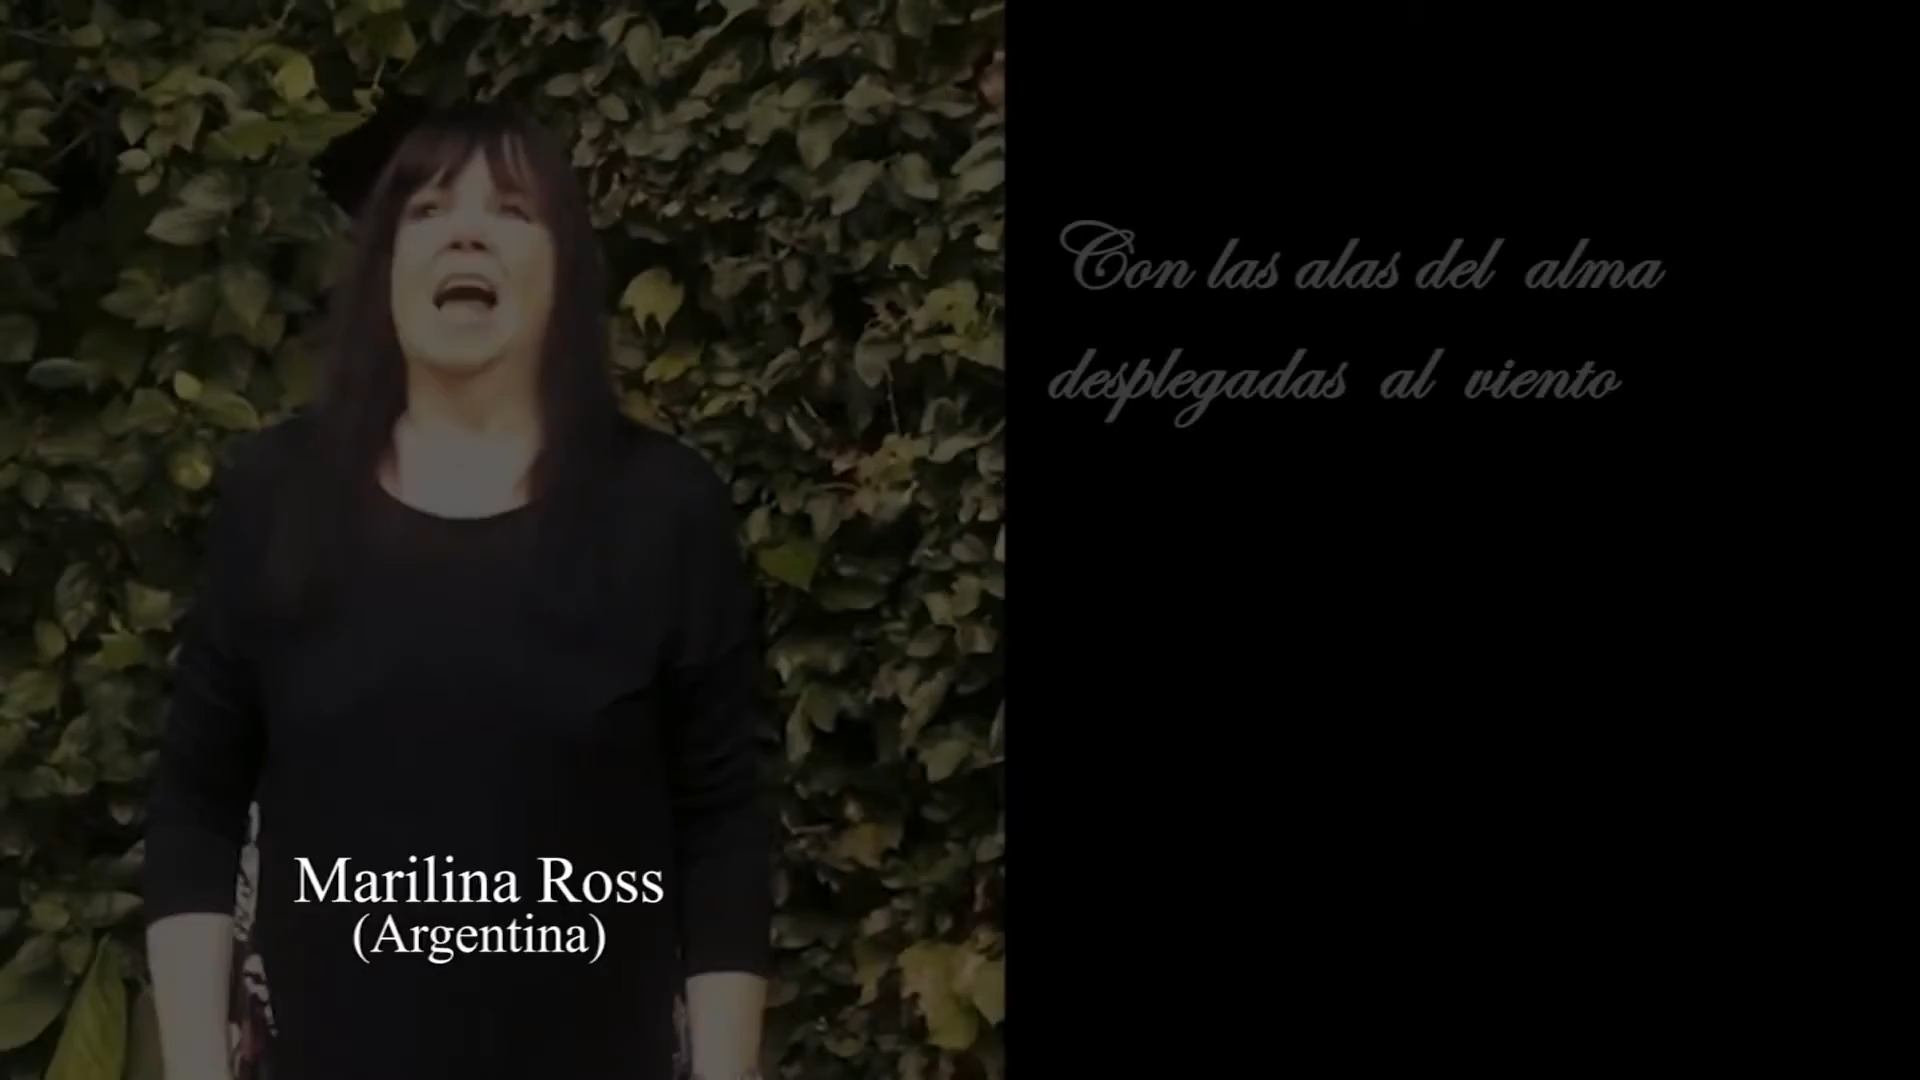 Con las alas del alma
desplegadas al viento
Marilina Ross
(Argentina)